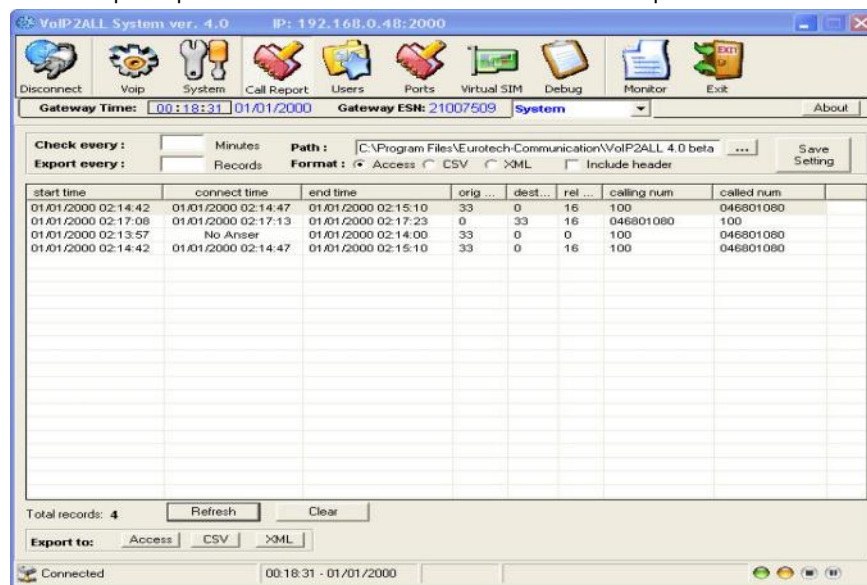 VoIP2ALL System ver. 4.0 IP: 192.168.0.48:2000
Disconnect Voip System Call Report Users Ports Virtual SIM Debug Monitor Exit
EXIT
Gateway Time: 00:18:31 01/01/2000 Gateway ESN: 21007509 System About
Check every : Minutes Path : C:\Program Files\Eurotech-Communication\VoIP2ALL 4.0 beta ... Save Setting
Export every : Records Format : Access CSV XML Include header
start time connect time end time orig ... dest... rel ... calling num called num
01/01/2000 02:14:42 01/01/2000 02:14:47 01/01/2000 02:15:10 33 0 16 100 046801080
01/01/2000 02:17:08 01/01/2000 02:17:13 01/01/2000 02:17:23 0 33 16 046801080 100
01/01/2000 02:13:57 No Anser 01/01/2000 02:14:00 33 0 0 100 046801080
01/01/2000 02:14:42 01/01/2000 02:14:47 01/01/2000 02:15:10 33 0 16 100 046801080
Total records: 4 Refresh Clear
Export to: Access CSV XML
Connected 00:18:31 - 01/01/2000